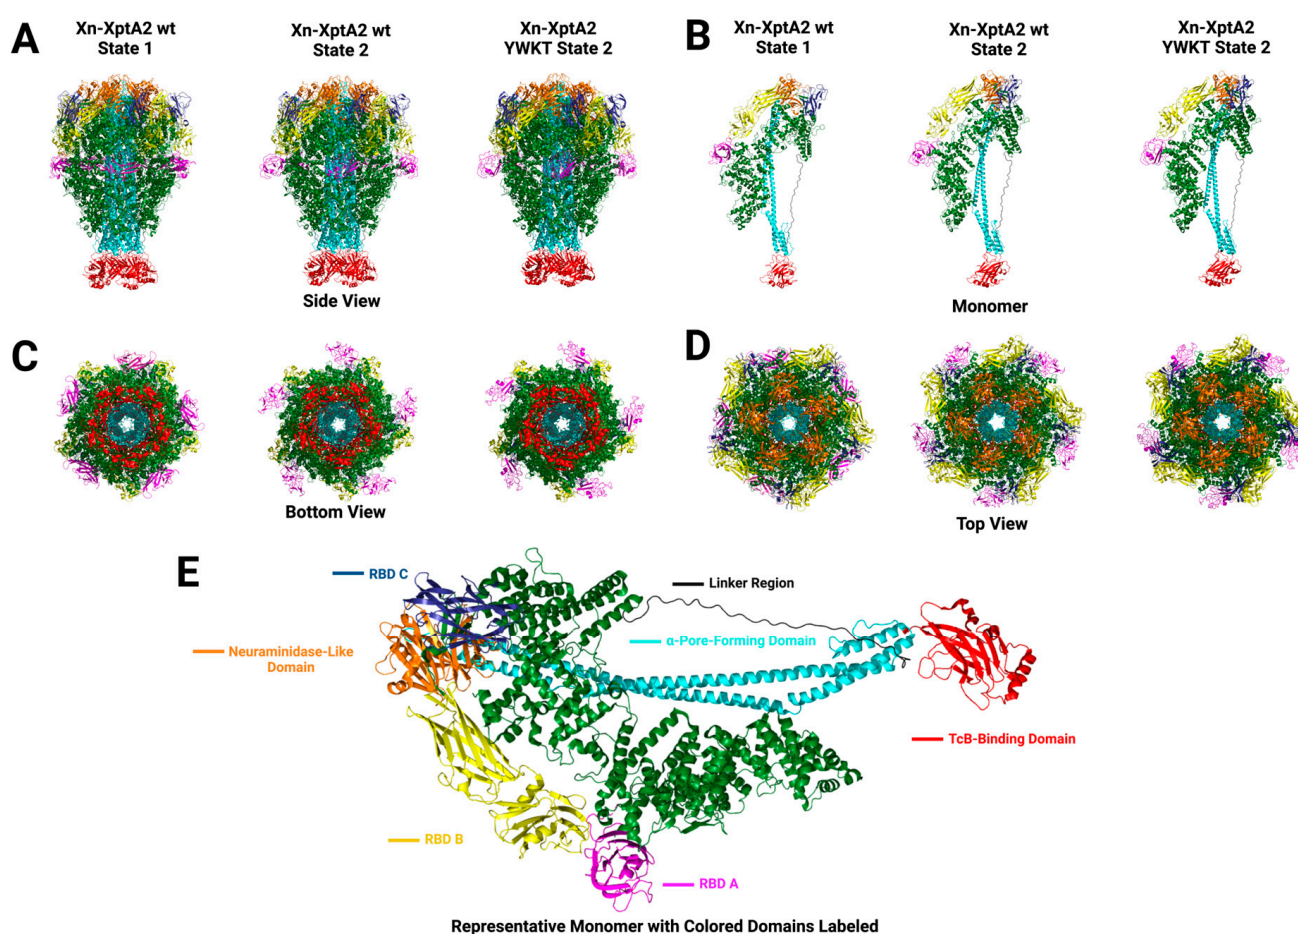 A
Xn-XptA2 wt
State 1
Xn-XptA2 wt
State 2
Xn-XptA2
YWKT State 2
Side View
B
Xn-XptA2 wt
State 1
Xn-XptA2 wt
State 2
Xn-XptA2
YWKT State 2
Monomer
C
Bottom View
D
Top View
E
RBD C
Linker Region
α-Pore-Forming Domain
Neuraminidase-Like
Domain
TcB-Binding Domain
RBD B
RBD A
Representative Monomer with Colored Domains Labeled